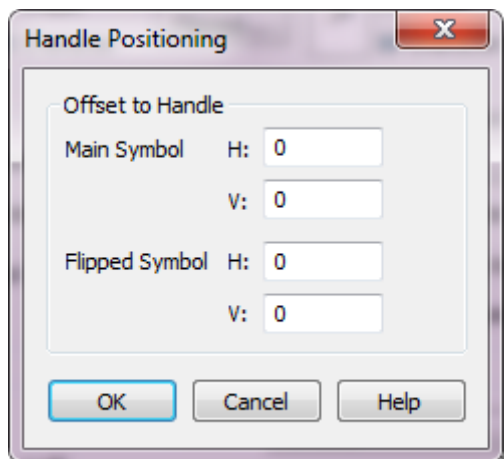 Handle Positioning
Offset to Handle
Main Symbol H: 0
V: 0
Flipped Symbol H: 0
V: 0
OK Cancel Help